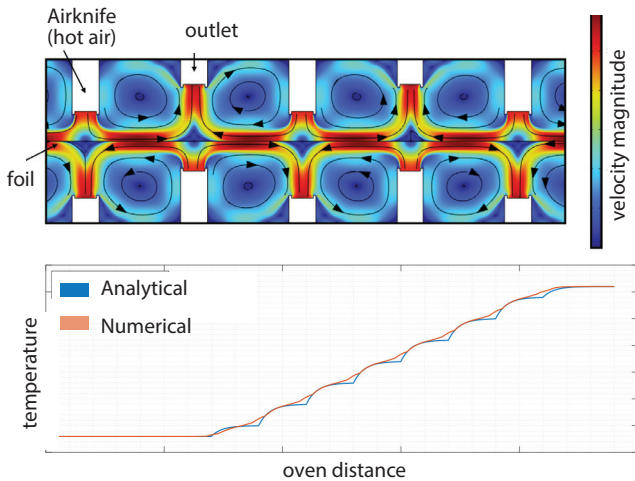 Airknife
(hot air)
outlet
foil
velocity magnitude
Analytical
Numerical
temperature
oven distance